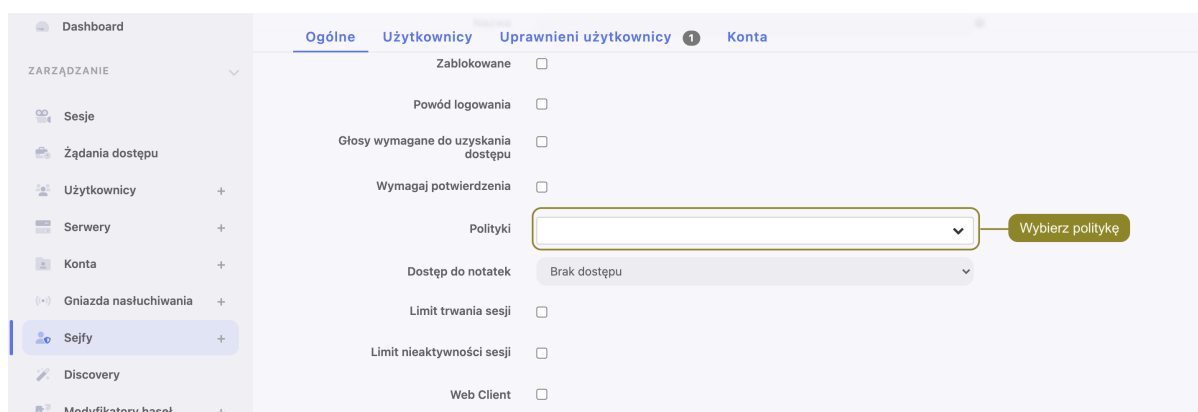 Dashboard
ZARZĄDZANIE
Sesje
Żądania dostępu
Użytkownicy +
Serwery +
Konta +
Gniazda nasłuchiwania +
Sejfy +
Discovery
Modyfikatory haseł +
Ogólne Użytkownicy Uprawnieni użytkownicy 1 Konta
Zablokowane
Powód logowania
Głosy wymagane do uzyskania
dostępu
Wymagaj potwierdzenia
Polityki
Wybierz politykę
Dostęp do notatek Brak dostępu
Limit trwania sesji
Limit nieaktywności sesji
Web Client